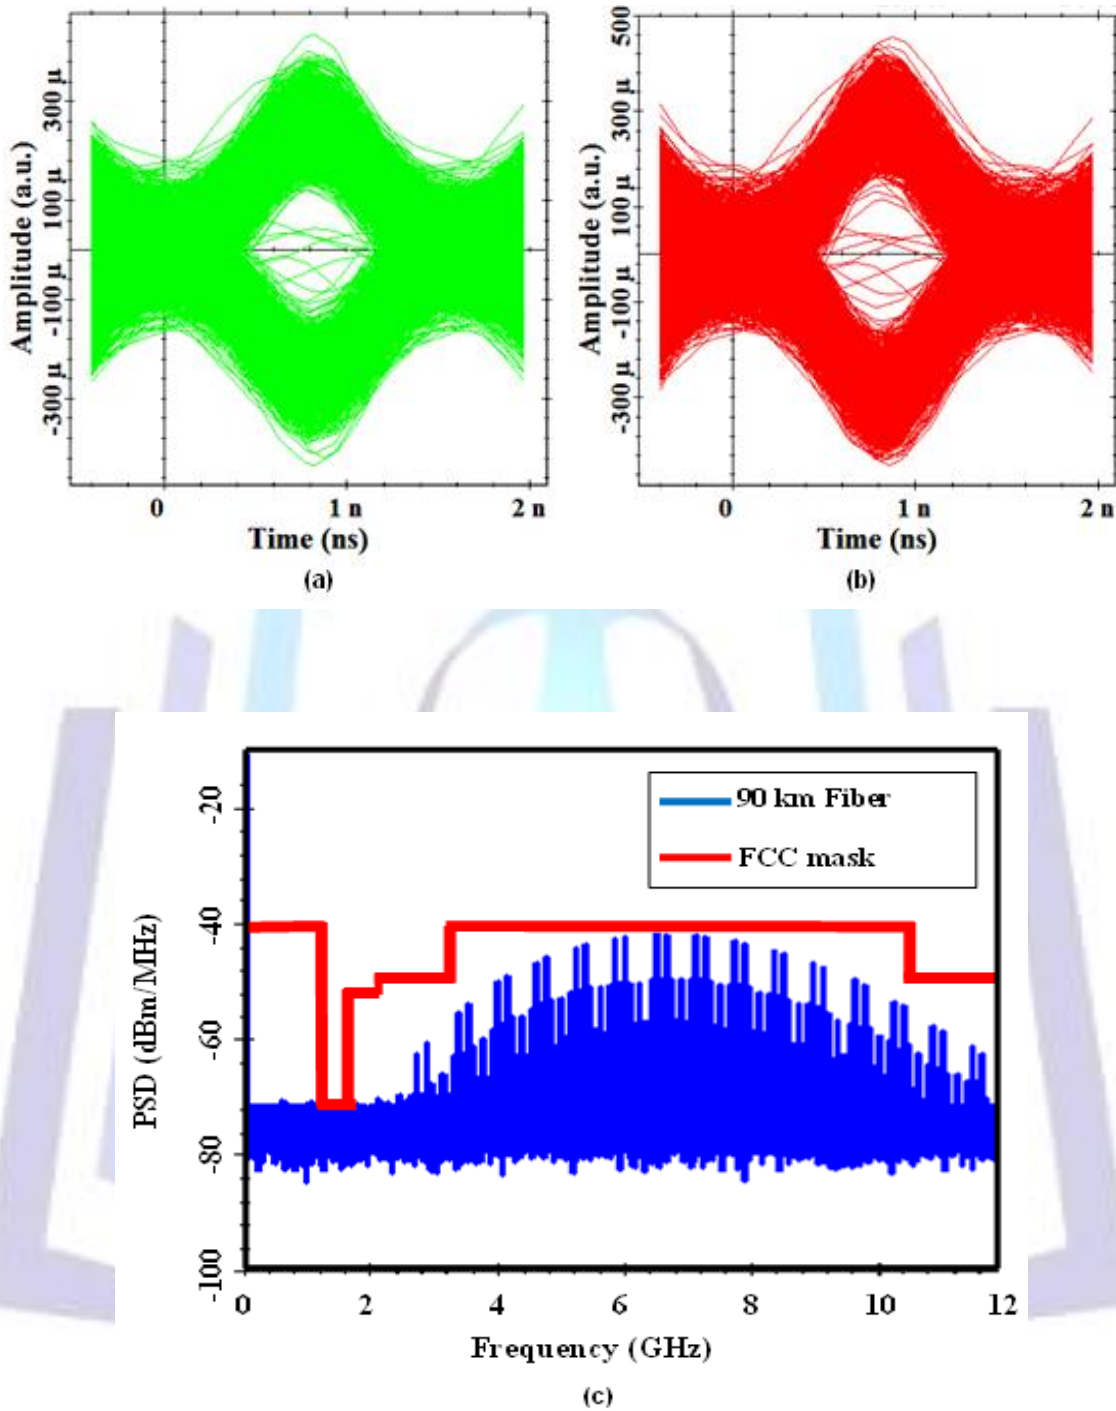 500
300 µ
300 µ
100 µ
100 µ
-100 µ
-100 µ
-300 µ
-300 µ
Amplitude (a.u.)
Amplitude (a.u.)
0 1 n 2 n
0 1 n 2 n
Time (ns)
Time (ns)
(a)
(b)
90 km Fiber
FCC mask
-20
-40
-60
-80
-100
PSD (dBm/MHz)
0 2 4 6 8 10 12
Frequency (GHz)
(c)